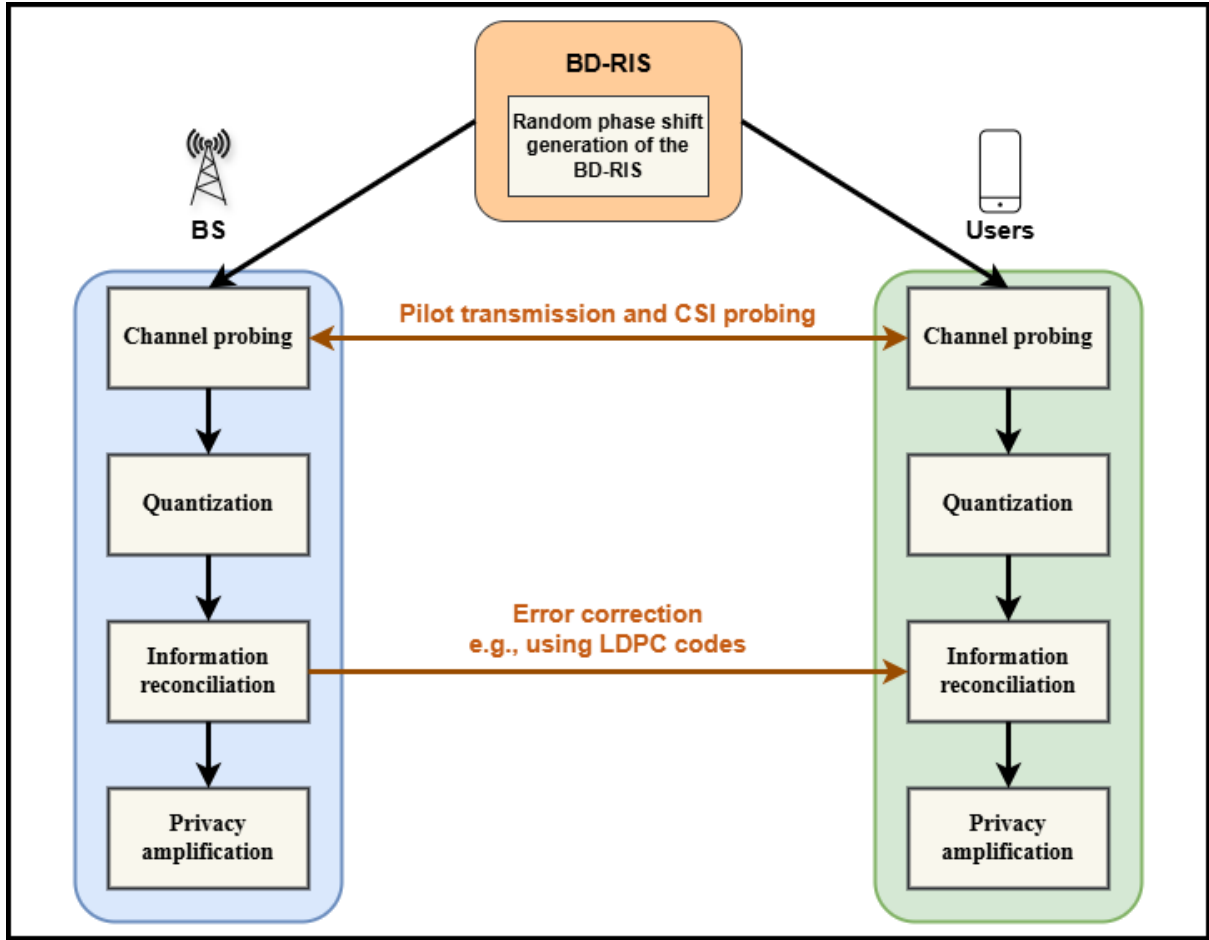 BD-RIS
Random phase shift
generation of the
BD-RIS
BS
Users
Pilot transmission and CSI probing
Channel probing
Channel probing
Quantization
Quantization
Error correction
e.g., using LDPC codes
Information
reconciliation
Information
reconciliation
Privacy
amplification
Privacy
amplification